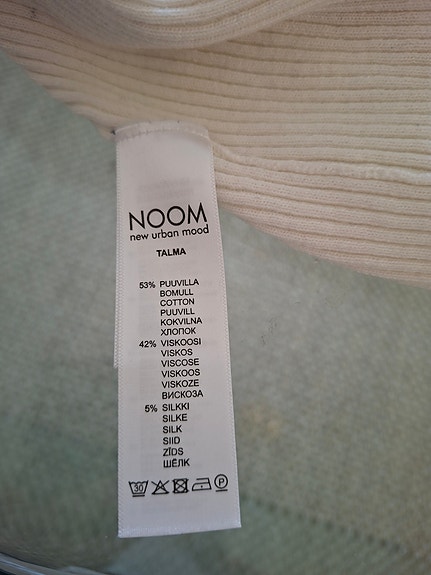 NOOM
new urban mood
TALMA
53% PUUVILLA
BOMULL
COTTON
PUUVILL
KOKVILNA
ХЛОПОК
42% VISKOOSI
VISKOS
VISCOSE
VISKOOS
VISKOZE
ВИСКОЗА
5% SILKKI
SILKE
SILK
SIID
ZĪDS
ШЁЛК
30 P